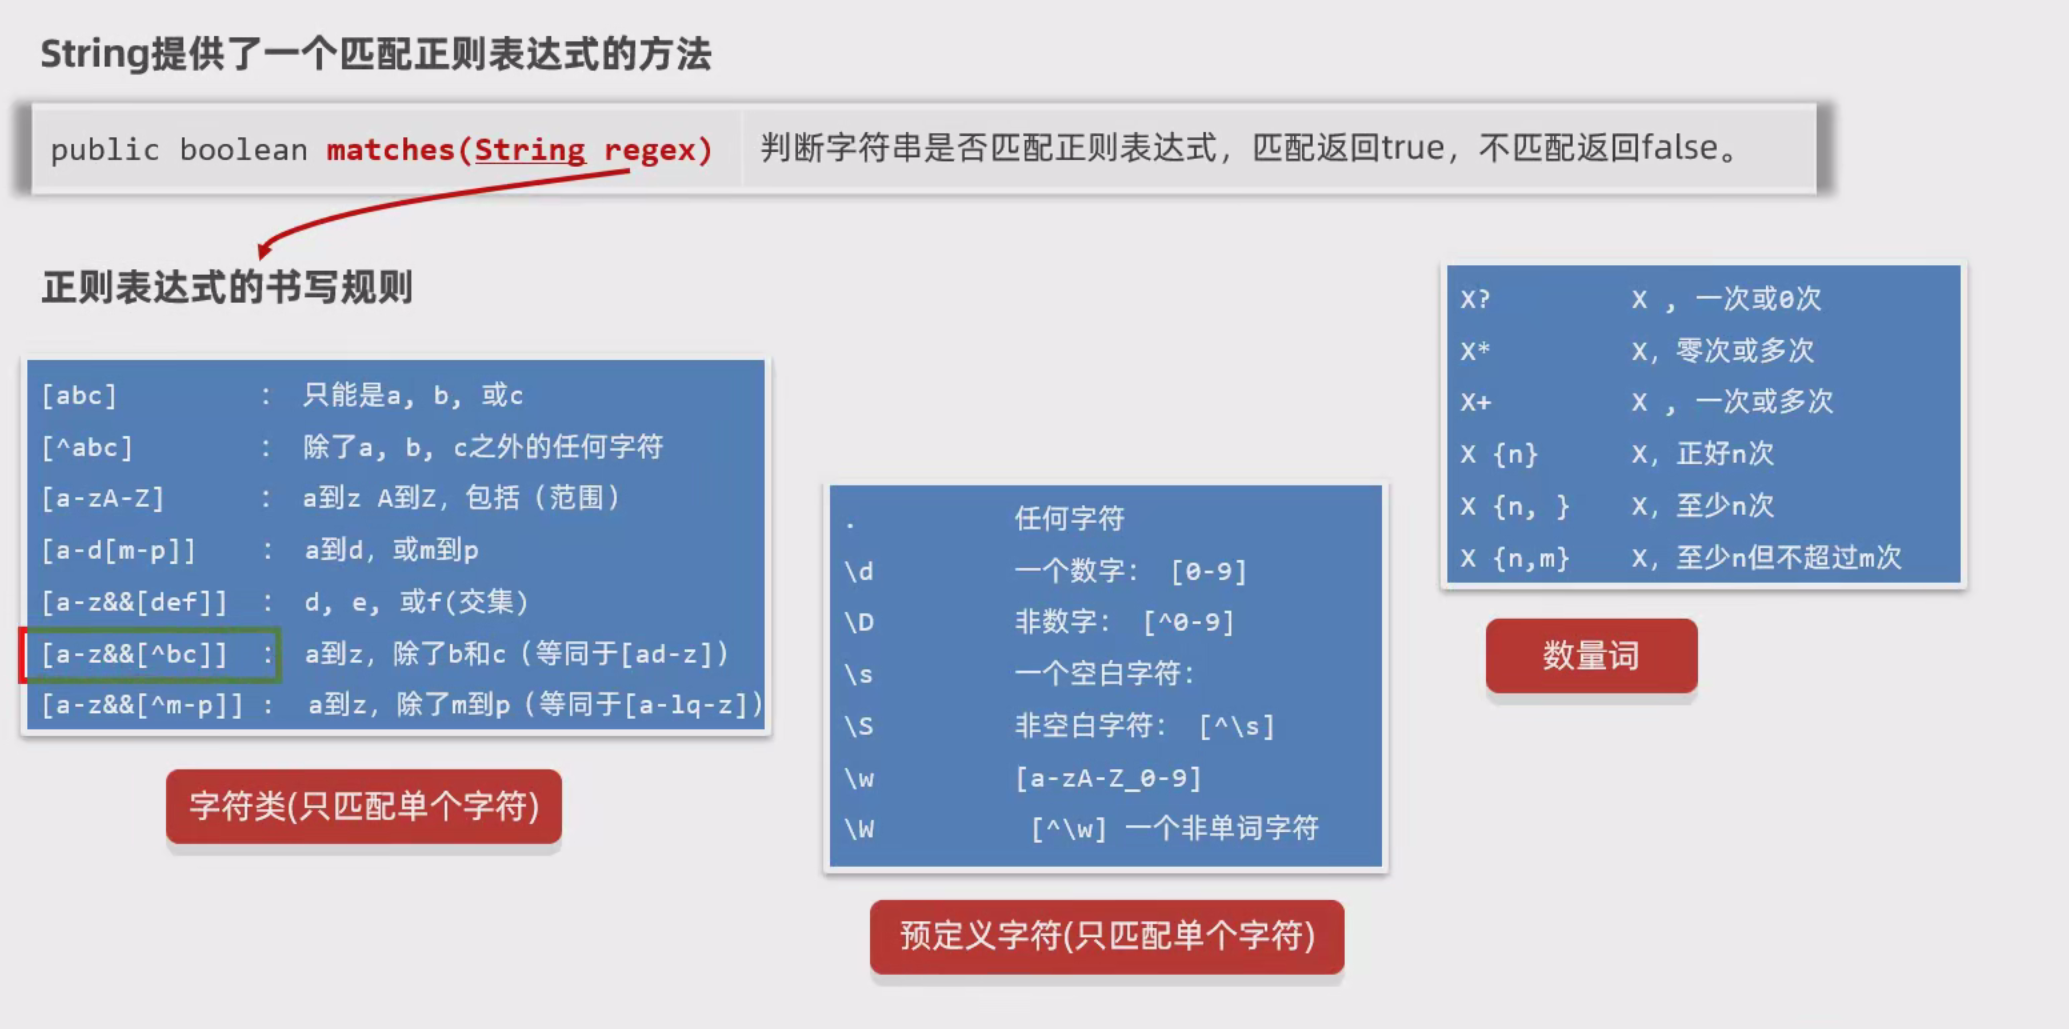 String提供了一个匹配正则表达式的方法
public boolean matches(String regex) 判断字符串是否匹配正则表达式，匹配返回true，不匹配返回false。
正则表达式的书写规则
[abc] : 只能是a, b, 或c
[^abc] : 除了a, b, c之外的任何字符
[a-zA-Z] : a到z A到Z，包括（范围）
[a-d[m-p]] : a到d，或m到p
[a-z&&[def]] : d, e, 或f(交集)
[a-z&&[^bc]] : a到z，除了b和c（等同于[ad-z]）
[a-z&&[^m-p]] : a到z，除了m到p（等同于[a-lq-z]）
字符类(只匹配单个字符)
. 任何字符
\d 一个数字： [0-9]
\D 非数字： [^0-9]
\s 一个空白字符：
\S 非空白字符： [^\s]
\w [a-zA-Z_0-9]
\W [^\w] 一个非单词字符
预定义字符(只匹配单个字符)
X? X , 一次或0次
X* X, 零次或多次
X+ X , 一次或多次
X {n} X, 正好n次
X {n, } X, 至少n次
X {n,m} X, 至少n但不超过m次
数量词